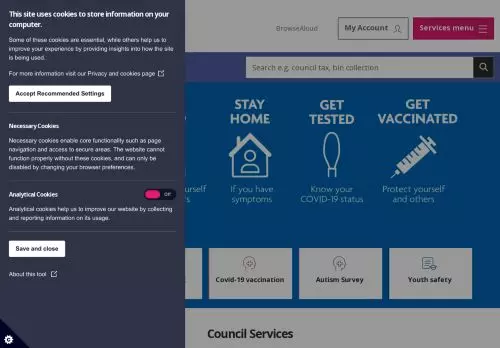 This site uses cookies to store information on your
computer.
Some of these cookies are essential, while others help us to
improve your experience by providing insights into how the site
is being used.
For more information visit our Privacy and cookies page
Accept Recommended Settings
Necessary Cookies
Necessary cookies enable core functionality such as page
navigation and access to secure areas. The website cannot
function properly without these cookies, and can only be
disabled by changing your browser preferences.
Analytical Cookies
Off
Analytical cookies help us to improve our website by collecting
and reporting information on its usage.
Save and close
About this tool
BrowseAloud
My Account
Services menu
Search e.g. council tax, bin collection
STAY
HOME
If you have
symptoms
GET
TESTED
Know your
COVID-19 status
GET
VACCINATED
Protect yourself
and others
Covid-19 vaccination
Autism Survey
Youth safety
Council Services